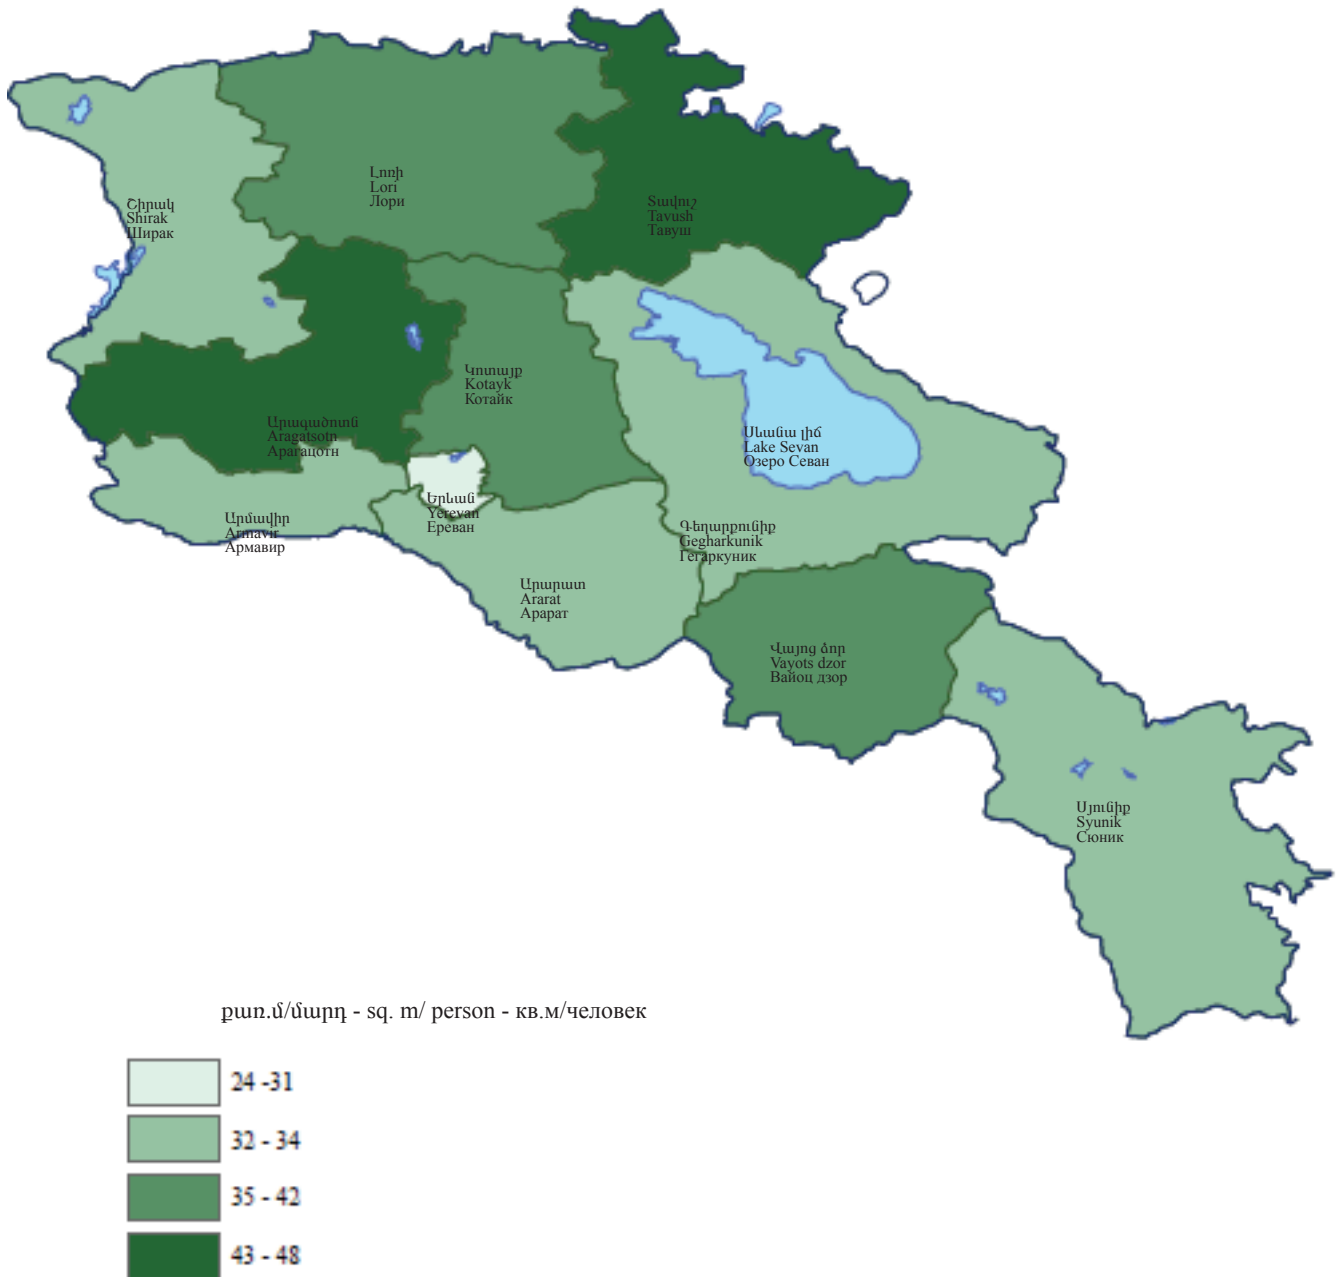 Լոռի
Lori
Лори
Շիրակ
Shirak
Ширак
Տավուշ
Tavush
Тавуш
Կոտայք
Kotayk
Котайк
Արագածոտն
Aragatsotn
Арагацотн
Սևանա լիճ
Lake Sevan
Озеро Севан
Երևան
Yerevan
Ереван
Արմավիր
Armavir
Армавир
Գեղարքունիք
Gegharkunik
Гегаркуник
Արարատ
Ararat
Арарат
Վայոց ձոր
Vayots dzor
Вайоц дзор
Սյունիք
Syunik
Сюник
քառ.մ/մարդ - sq. m/ person - кв.м/человек
24 -31
32 - 34
35 - 42
43 - 48